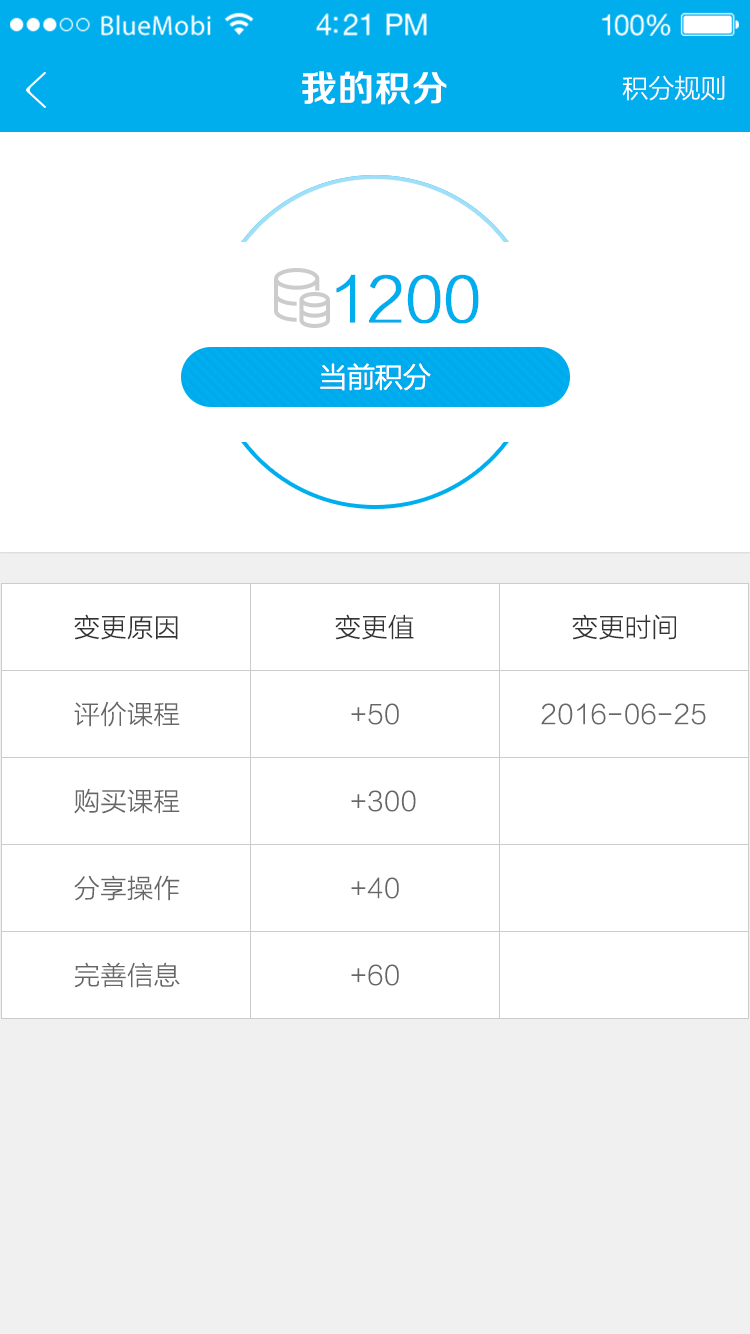 BlueMobi 4:21 PM 100%
我的积分 积分规则
1200
当前积分
变更原因 变更值 变更时间
评价课程 +50 2016-06-25
购买课程 +300
分享操作 +40
完善信息 +60